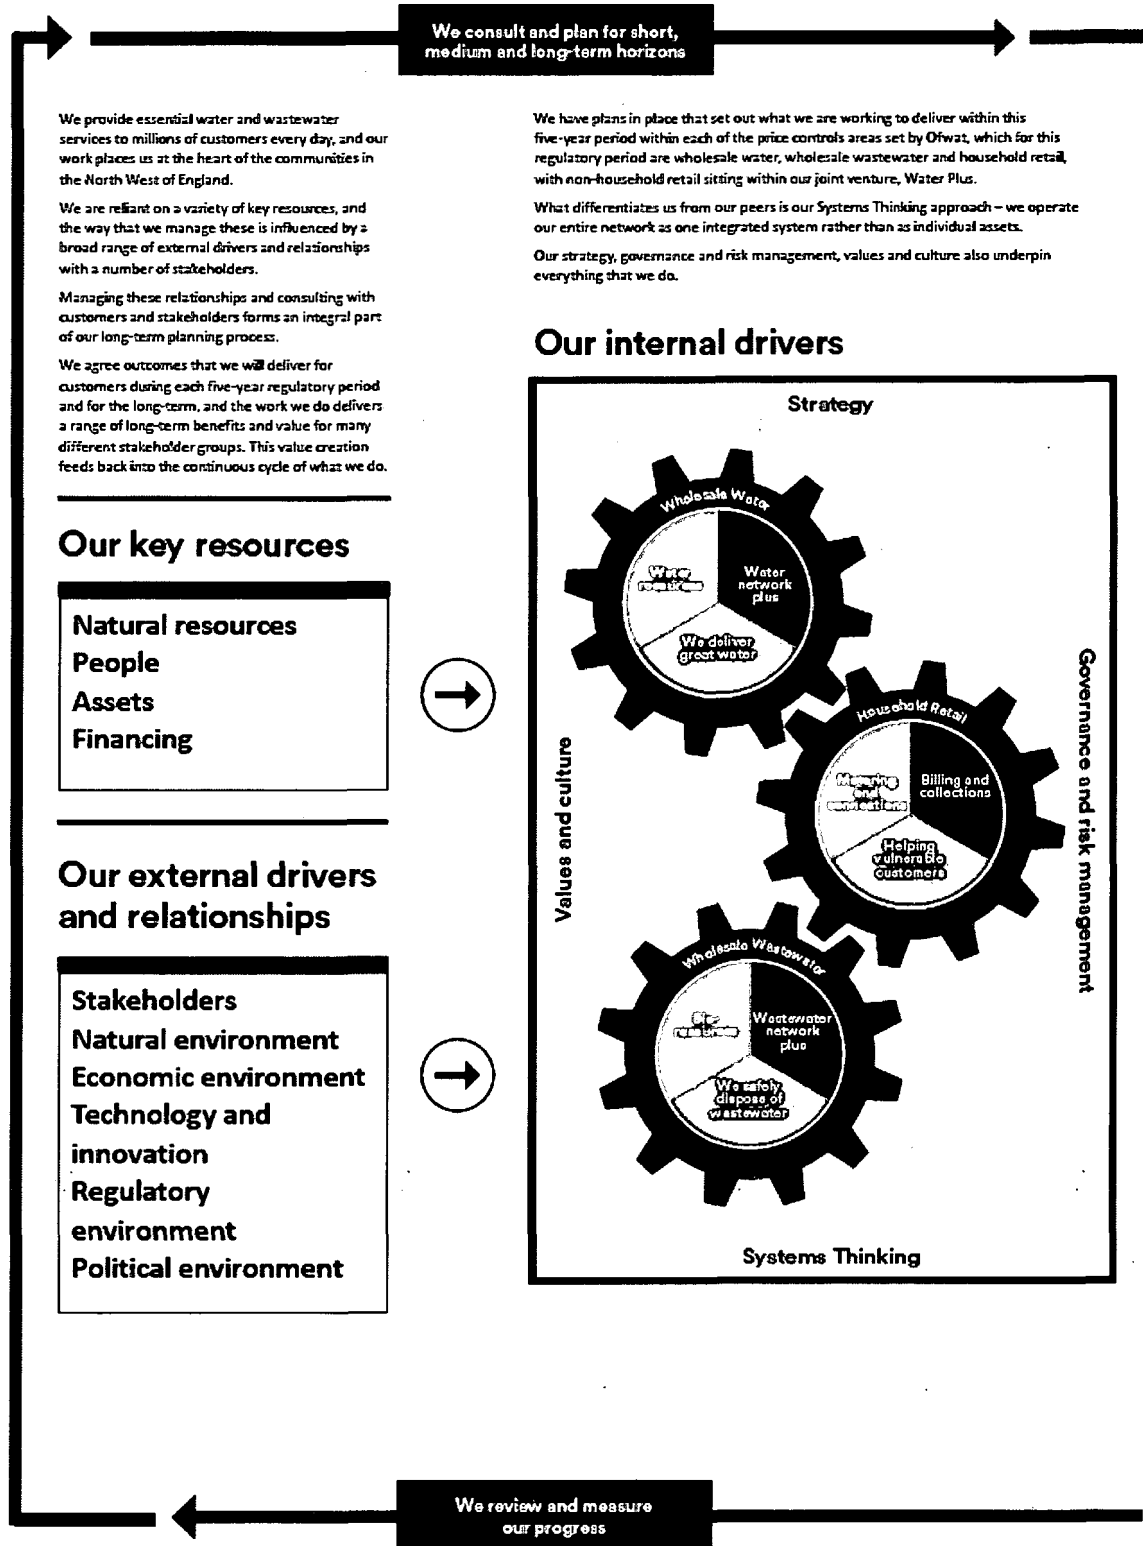 We consult and plan for short,
medium and long-term horizons
We provide essential water and wastewater
services to millions of customers every day, and our
work places us at the heart of the communities in
the North West of England.
We are reliant on a variety of key resources, and
the way that we manage these is influenced by a
broad range of external drivers and relationships
with a number of stakeholders.
Managing these relationships and consulting with
customers and stakeholders forms an integral part
of our long-term planning process.
We agree outcomes that we will deliver for
customers during each five-year regulatory period
and for the long-term, and the work we do delivers
a range of long-term benefits and value for many
different stakeholder groups. This value creation
feeds back into the continuous cycle of what we do.
Our key resources
Natural resources
People
Assets
Financing
Our external drivers
and relationships
Stakeholders
Natural environment
Economic environment
Technology and
innovation
Regulatory
environment
Political environment
We have plans in place that set out what we are working to deliver within this
five-year period within each of the price controls areas set by Ofwat, which for this
regulatory period are wholesale water, wholesale wastewater and household retail,
with non-household retail sitting within our joint venture, Water Plus.
What differentiates us from our peers is our Systems Thinking approach – we operate
our entire network as one integrated system rather than as individual assets.
Our strategy, governance and risk management, values and culture also underpin
everything that we do.
Our internal drivers
Strategy
Wholesale Water
Water
resources
Water
network
plus
We deliver
great water
Values and culture
Governance and risk management
Household Retail
Metering
and
connections
Billing and
collections
Helping
vulnerable
customers
Wholesale Wastewater
Bio-
resources
Wastewater
network
plus
We safely
dispose of
wastewater
Systems Thinking
We review and measure
our progress